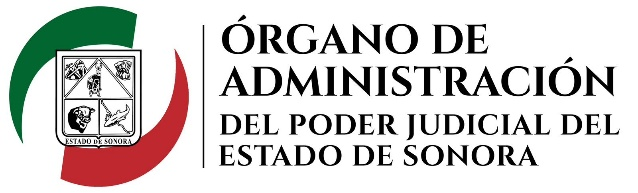 ESTADO DE SONORA
ÓRGANO DE
ADMINISTRACIÓN
DEL PODER JUDICIAL DEL
ESTADO DE SONORA